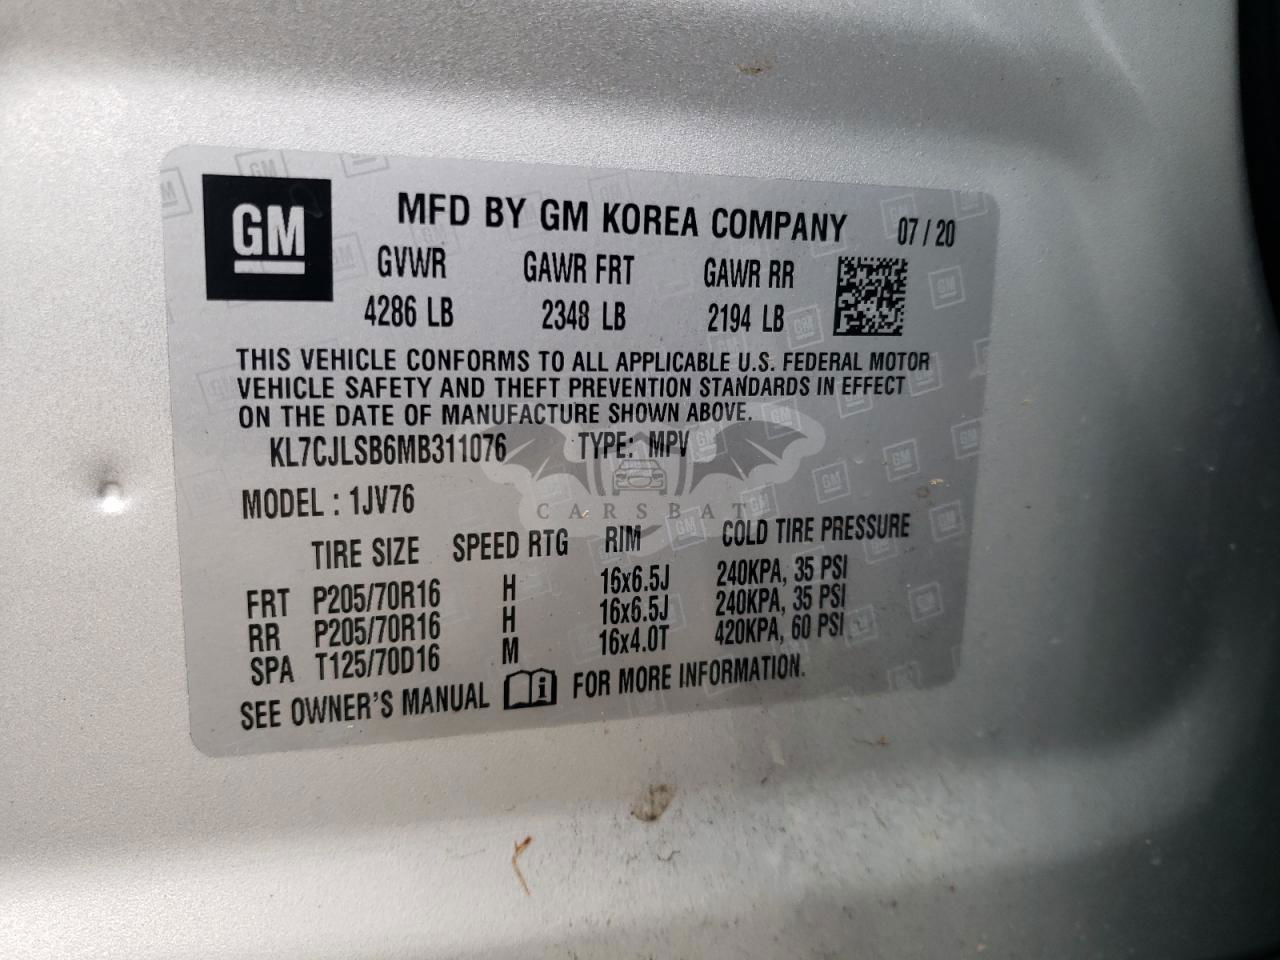 GM MFD BY GM KOREA COMPANY 07 / 20
GVWR GAWR FRT GAWR RR
4286 LB 2348 LB 2194 LB
THIS VEHICLE CONFORMS TO ALL APPLICABLE U.S. FEDERAL MOTOR
VEHICLE SAFETY AND THEFT PREVENTION STANDARDS IN EFFECT
ON THE DATE OF MANUFACTURE SHOWN ABOVE.
KL7CJLSB6MB311076 TYPE: MPV
MODEL : 1JV76
CARSBAT
TIRE SIZE SPEED RTG RIM COLD TIRE PRESSURE
FRT P205/70R16 H 16x6.5J 240KPA, 35 PSI
RR P205/70R16 H 16x6.5J 240KPA, 35 PSI
SPA T125/70D16 M 16x4.0T 420KPA, 60 PSI
SEE OWNER'S MANUAL i FOR MORE INFORMATION.